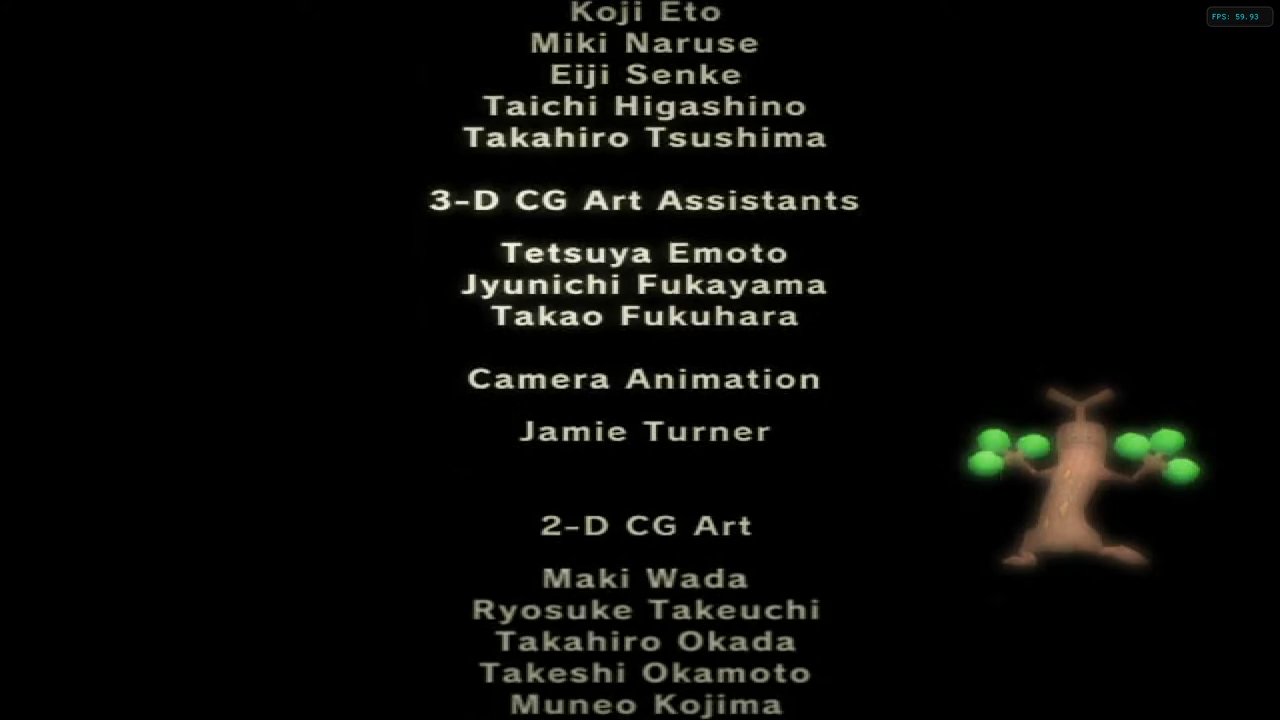 FPS: 59.93
Koji Eto
Miki Naruse
Eiji Senke
Taichi Higashino
Takahiro Tsushima
3-D CG Art Assistants
Tetsuya Emoto
Jyunichi Fukayama
Takao Fukuhara
Camera Animation
Jamie Turner
2-D CG Art
Maki Wada
Ryosuke Takeuchi
Takahiro Okada
Takeshi Okamoto
Muneo Kojima